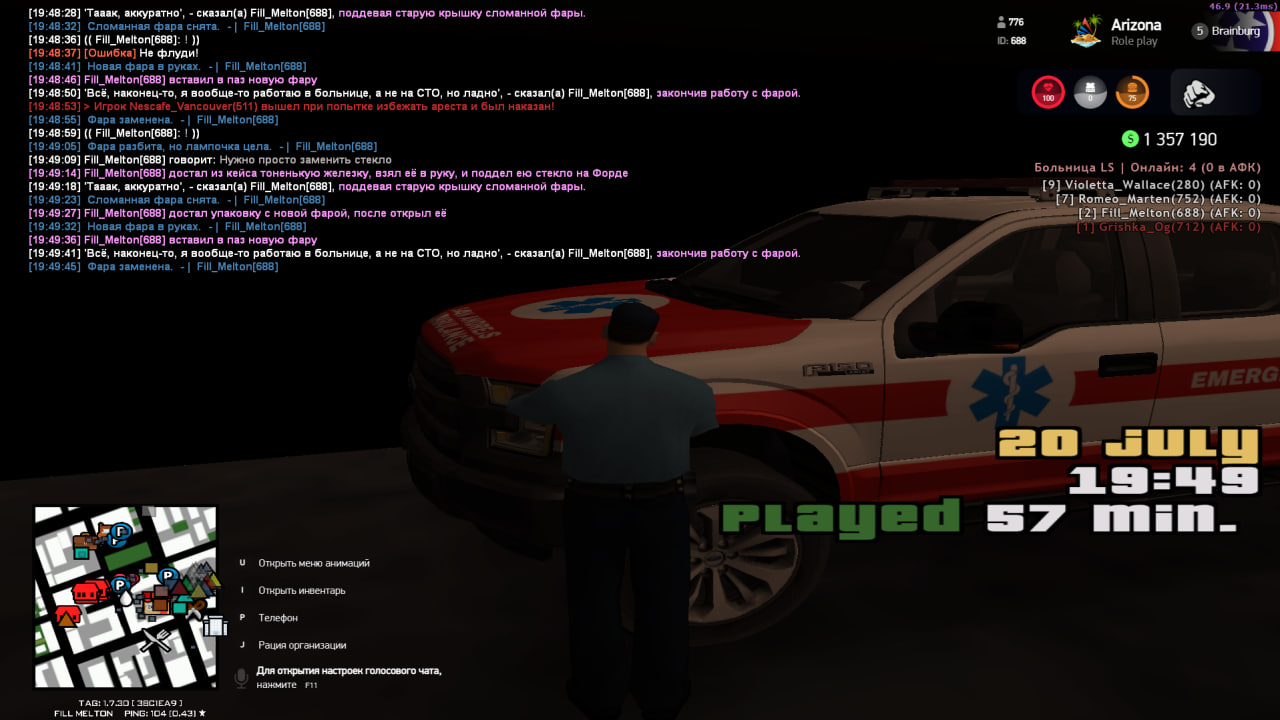 [19:48:28] 'Тааак, аккуратно', - сказал(а) Fill_Melton[688], поддевая старую крышку сломанной фары.
[19:48:32] Сломанная фара снята. - | Fill_Melton[688]
[19:48:36] (( Fill_Melton[688]: ! ))
[19:48:37] [Ошибка] Не флуди!
[19:48:41] Новая фара в руках. - | Fill_Melton[688]
[19:48:46] Fill_Melton[688] вставил в паз новую фару
[19:48:50] 'Всё, наконец-то, я вообще-то работаю в больнице, а не на СТО, но ладно', - сказал(а) Fill_Melton[688], закончив работу с фарой.
[19:48:53] > Игрок Nescafe_Vancouver(511) вышел при попытке избежать ареста и был наказан!
[19:48:55] Фара заменена. - | Fill_Melton[688]
[19:48:59] (( Fill_Melton[688]: ! ))
[19:49:05] Фара разбита, но лампочка цела. - | Fill_Melton[688]
[19:49:09] Fill_Melton[688] говорит: Нужно просто заменить стекло
[19:49:14] Fill_Melton[688] достал из кейса тоненькую железку, взял её в руку, и поддел ею стекло на Форде
[19:49:18] 'Тааак, аккуратно', - сказал(а) Fill_Melton[688], поддевая старую крышку сломанной фары.
[19:49:23] Сломанная фара снята. - | Fill_Melton[688]
[19:49:27] Fill_Melton[688] достал упаковку с новой фарой, после открыл её
[19:49:32] Новая фара в руках. - | Fill_Melton[688]
[19:49:36] Fill_Melton[688] вставил в паз новую фару
[19:49:41] 'Всё, наконец-то, я вообще-то работаю в больнице, а не на СТО, но ладно', - сказал(а) Fill_Melton[688], закончив работу с фарой.
[19:49:45] Фара заменена. - | Fill_Melton[688]
46.9 (21.3ms)
776
ID: 688
Arizona
Role play
5 Brainburg
100
0
75
$ 1 357 190
Больница LS | Онлайн: 4 (0 в АФК)
[9] Violetta_Wallace(280) (AFK: 0)
[7] Romeo_Marten(752) (AFK: 0)
[2] Fill_Melton(688) (AFK: 0)
[1] Grishka_Og(712) (AFK: 0)
F150
EMERG
20 JULY
19:49
Played 57 min.
P
P
P
P
U Открыть меню анимаций
I Открыть инвентарь
P Телефон
J Рация организации
Для открытия настроек голосового чата,
нажмите F11
TAG: 1.7.30 [ 38C1EA9 ]
FILL MELTON PING: 104 [0.43] ★